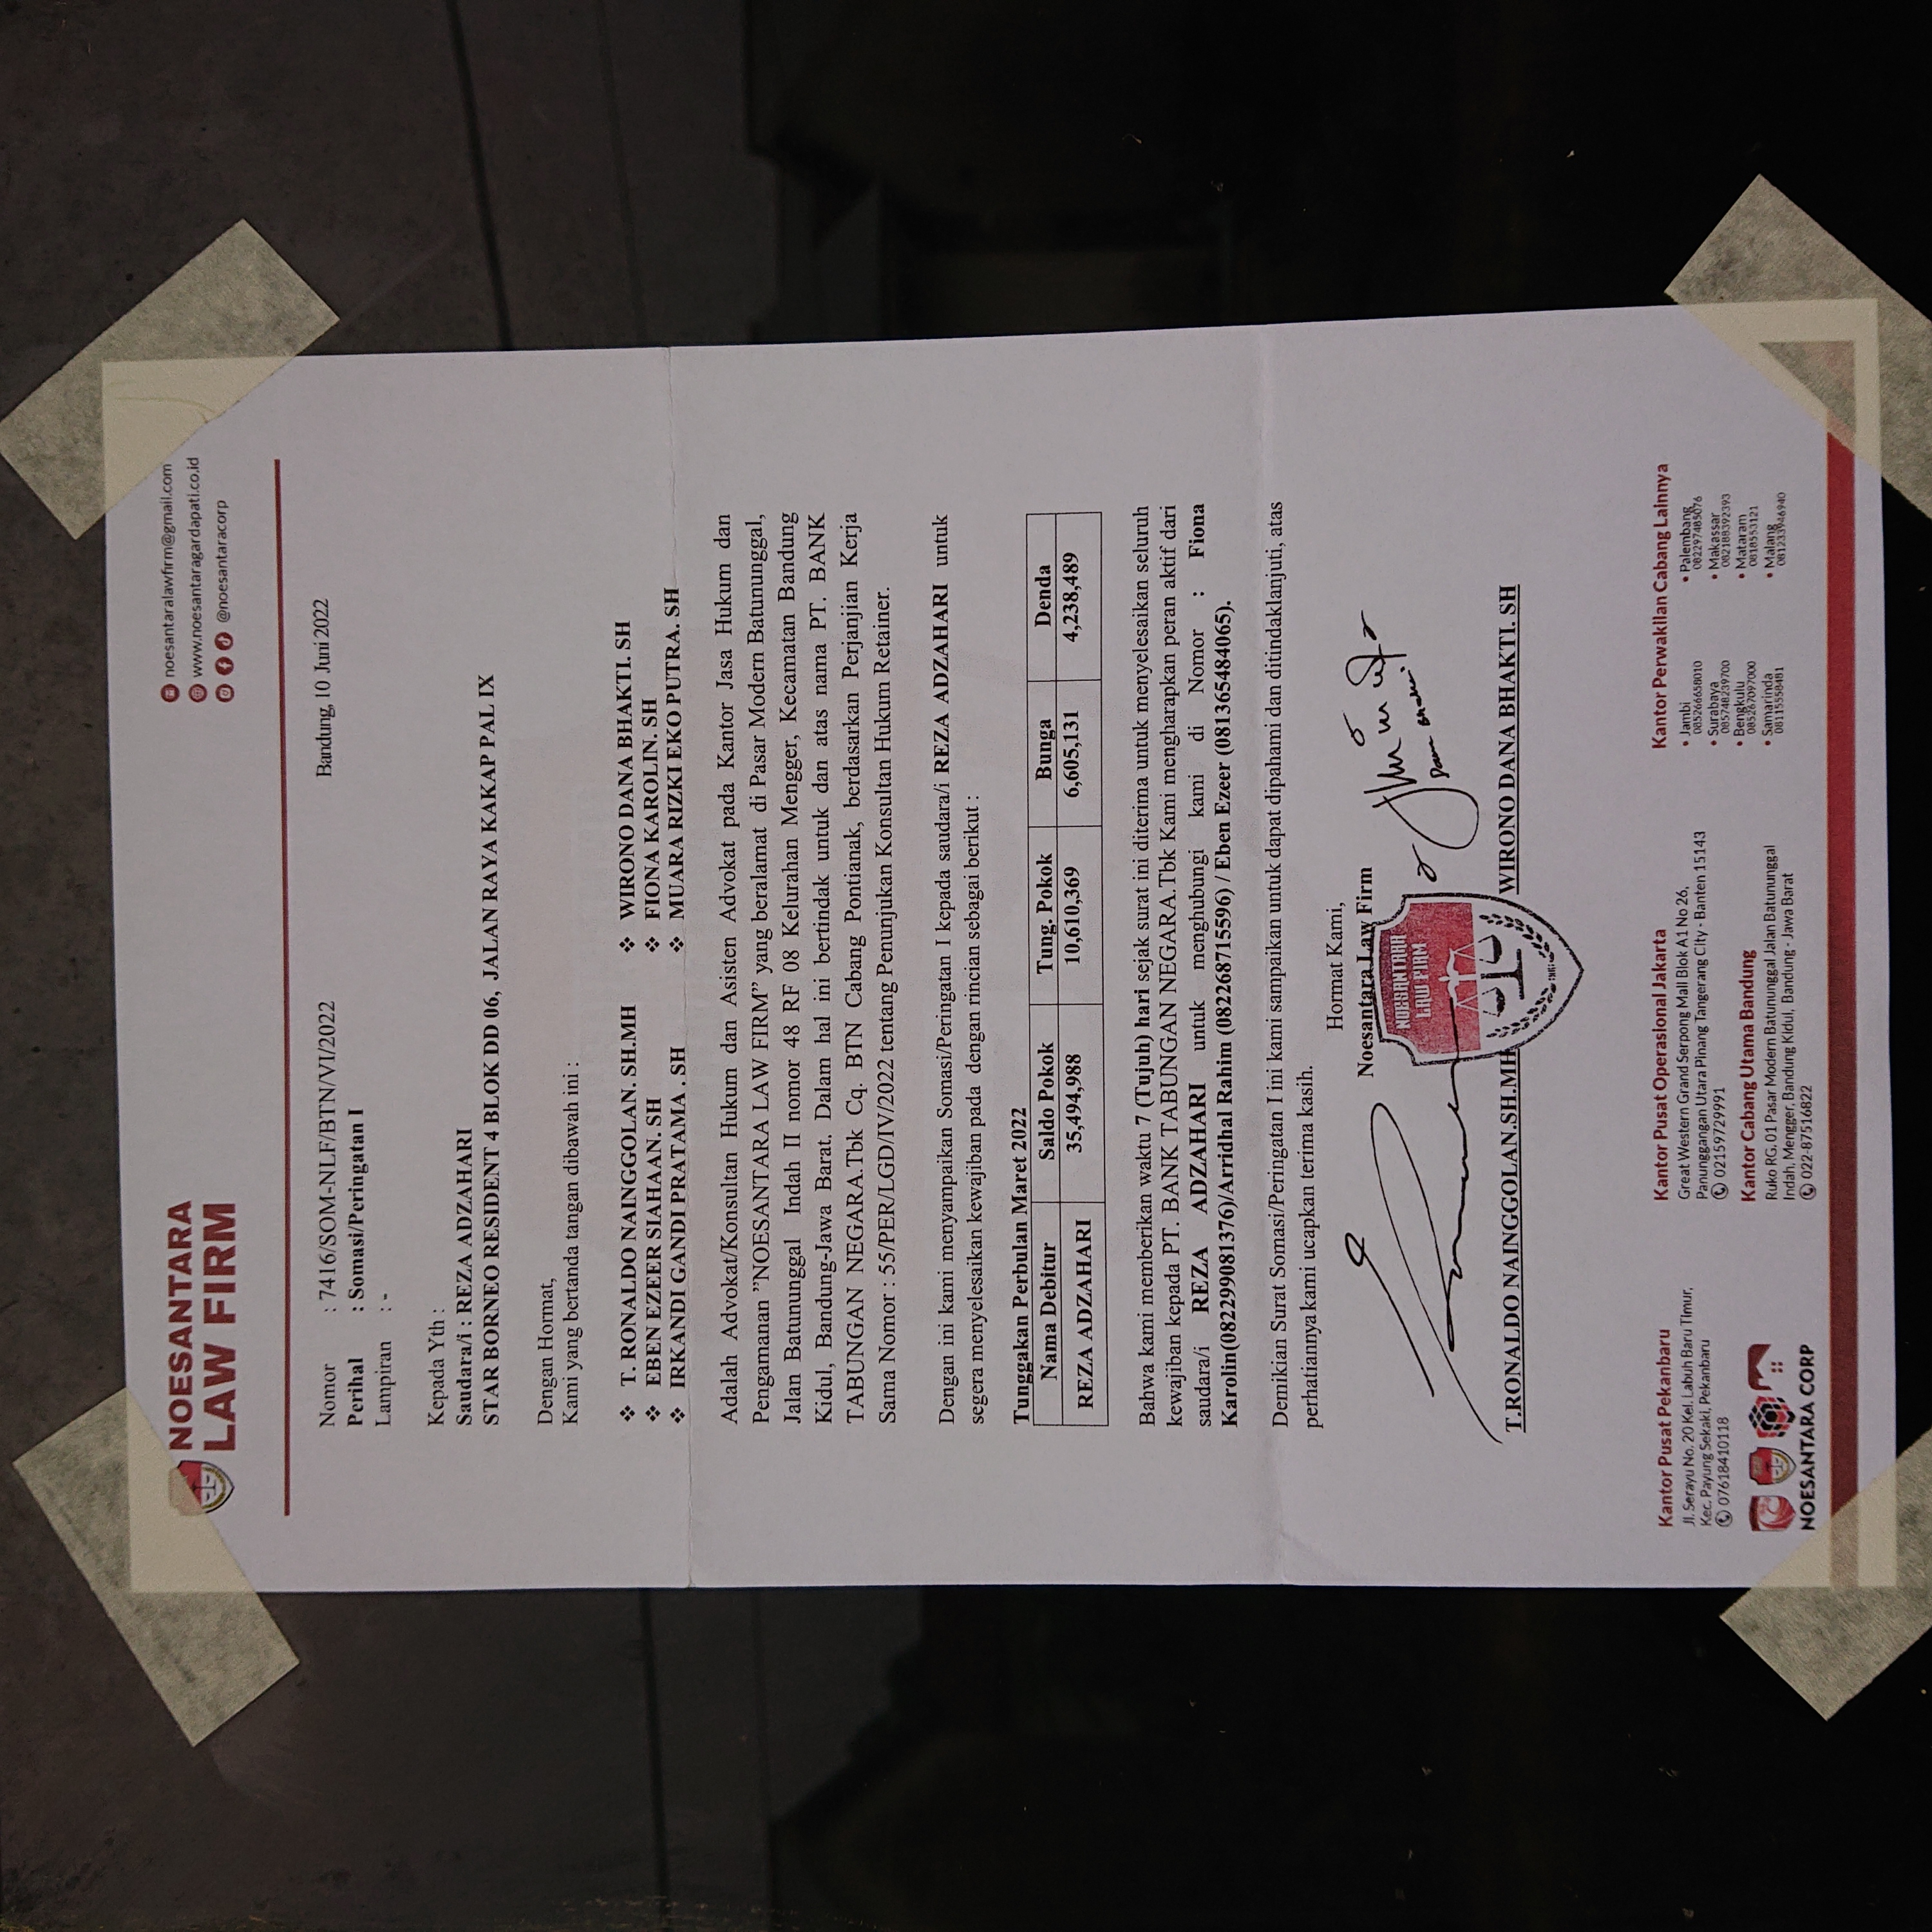 NOESANTARA
LAW FIRM
noesantaralawfirm@gmail.com
www.noesantaragardapati.co.id
@noesantaracorp
Nomor : 7416/SOM-NLF/BTN/VI/2022
Bandung, 10 Juni 2022
Perihal : Somasi/Peringatan I
Lampiran : -
Kepada Yth :
Saudara/i : REZA ADZAHARI
STAR BORNEO RESIDENT 4 BLOK DD 06, JALAN RAYA KAKAP PAL IX
Dengan Hormat,
Kami yang bertanda tangan dibawah ini :
❖ T. RONALDO NAINGGOLAN. SH.MH ❖ WIRONO DANA BHAKTI. SH
❖ EBEN EZEER SIAHAAN. SH ❖ FIONA KAROLIN. SH
❖ IRKANDI GANDI PRATAMA . SH ❖ MUARA RIZKI EKO PUTRA. SH
Adalah Advokat/Konsultan Hukum dan Asisten Advokat pada Kantor Jasa Hukum dan
Pengamanan "NOESANTARA LAW FIRM" yang beralamat di Pasar Modern Batununggal,
Jalan Batununggal Indah II nomor 48 RF 08 Kelurahan Mengger, Kecamatan Bandung
Kidul, Bandung-Jawa Barat. Dalam hal ini bertindak untuk dan atas nama PT. BANK
TABUNGAN NEGARA.Tbk Cq. BTN Cabang Pontianak, berdasarkan Perjanjian Kerja
Sama Nomor : 55/PER/LGD/IV/2022 tentang Penunjukan Konsultan Hukum Retainer.
Dengan ini kami menyampaikan Somasi/Peringatan I kepada saudara/i REZA ADZAHARI untuk
segera menyelesaikan kewajiban pada dengan rincian sebagai berikut :
Tunggakan Perbulan Maret 2022
Nama Debitur Saldo Pokok Tung. Pokok Bunga Denda
REZA ADZAHARI 35,494,988 10,610,369 6,605,131 4,238,489
Bahwa kami memberikan waktu 7 (Tujuh) hari sejak surat ini diterima untuk menyelesaikan seluruh
kewajiban kepada PT. BANK TABUNGAN NEGARA.Tbk Kami mengharapkan peran aktif dari
saudara/i REZA ADZAHARI untuk menghubungi kami di Nomor : Fiona
Karolin(082299081376)/Arridhal Rahim (082268715596) / Eben Ezeer (081365484065).
Demikian Surat Somasi/Peringatan I ini kami sampaikan untuk dapat dipahami dan ditindaklanjuti, atas
perhatiannya kami ucapkan terima kasih.
Hormat Kami,
Noesantara Law Firm
NOESANTARA
LAW FIRM
T.RONALDO NAINGGOLAN.SH.MH
WIRONO DANA BHAKTI. SH
Kantor Pusat Pekanbaru
Jl. Serayu No. 20 Kel. Labuh Baru Timur,
Kec. Payung Sekaki, Pekanbaru
07618410118
NOESANTARA CORP
Kantor Pusat Operasional Jakarta
Great Western Grand Serpong Mall Blok A1 No 26,
Panunggangan Utara Pinang Tangerang City - Banten 15143
02159729991
Kantor Cabang Utama Bandung
Ruko RG. 01 Pasar Modern Batununggal Jalan Batununggal
Indah, Mengger, Bandung Kidul, Bandung - Jawa Barat
022-87516822
Kantor Perwakilan Cabang Lainnya
• Jambi
085266658010
• Surabaya
085748239700
• Bengkulu
085267097000
• Samarinda
08115558481
• Palembang
082297485076
• Makassar
082188392393
• Mataram
0818553121
• Malang
081233946940